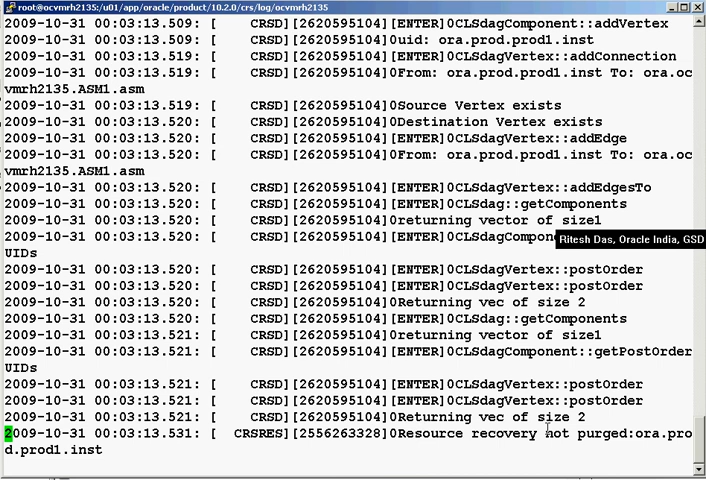 root@ocvmrh2135:/u01/app/oracle/product/10.2.0/crs/log/ocvmrh2135
2009-10-31 00:03:13.509: [    CRSD][2620595104][ENTER]0CLSdagComponent::addVertex
2009-10-31 00:03:13.509: [    CRSD][2620595104]0uid: ora.prod.prod1.inst
2009-10-31 00:03:13.519: [    CRSD][2620595104][ENTER]0CLSdagComponent::addConnection
2009-10-31 00:03:13.519: [    CRSD][2620595104]0From: ora.prod.prod1.inst To: ora.oc
vmrh2135.ASM1.asm
2009-10-31 00:03:13.519: [    CRSD][2620595104]0Source Vertex exists
2009-10-31 00:03:13.520: [    CRSD][2620595104]0Destination Vertex exists
2009-10-31 00:03:13.520: [    CRSD][2620595104][ENTER]0CLSdagVertex::addEdge
2009-10-31 00:03:13.520: [    CRSD][2620595104]0From: ora.prod.prod1.inst To: ora.oc
vmrh2135.ASM1.asm
2009-10-31 00:03:13.520: [    CRSD][2620595104][ENTER]0CLSdagVertex::addEdgesTo
2009-10-31 00:03:13.520: [    CRSD][2620595104][ENTER]0CLSdag::getComponents
2009-10-31 00:03:13.520: [    CRSD][2620595104]0returning vector of size1
2009-10-31 00:03:13.520: [    CRSD][2620595104][ENTER]0CLSdagCompon
Ritesh Das, Oracle India, GSD
UIDs
2009-10-31 00:03:13.520: [    CRSD][2620595104][ENTER]0CLSdagVertex::postOrder
2009-10-31 00:03:13.520: [    CRSD][2620595104][ENTER]0CLSdagVertex::postOrder
2009-10-31 00:03:13.520: [    CRSD][2620595104]0Returning vec of size 2
2009-10-31 00:03:13.520: [    CRSD][2620595104][ENTER]0CLSdag::getComponents
2009-10-31 00:03:13.521: [    CRSD][2620595104]0returning vector of size1
2009-10-31 00:03:13.521: [    CRSD][2620595104][ENTER]0CLSdagComponent::getPostOrder
UIDs
2009-10-31 00:03:13.521: [    CRSD][2620595104][ENTER]0CLSdagVertex::postOrder
2009-10-31 00:03:13.521: [    CRSD][2620595104][ENTER]0CLSdagVertex::postOrder
2009-10-31 00:03:13.521: [    CRSD][2620595104]0Returning vec of size 2
2009-10-31 00:03:13.531: [  CRSRES][2556263328]0Resource recovery not purged:ora.pro
d.prod1.inst